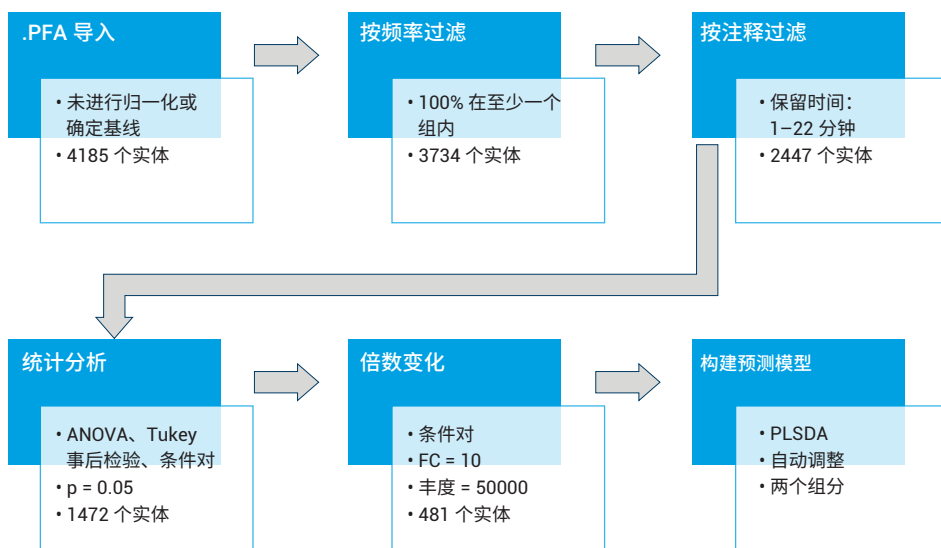 .PFA 导入
• 未进行归一化或
确定基线
• 4185 个实体
按频率过滤
• 100% 在至少一个
组内
• 3734 个实体
按注释过滤
• 保留时间：
1–22 分钟
• 2447 个实体
统计分析
• ANOVA、Tukey
事后检验、条件对
• p = 0.05
• 1472 个实体
倍数变化
• 条件对
• FC = 10
• 丰度 = 50000
• 481 个实体
构建预测模型
• PLSDA
• 自动调整
• 两个组分